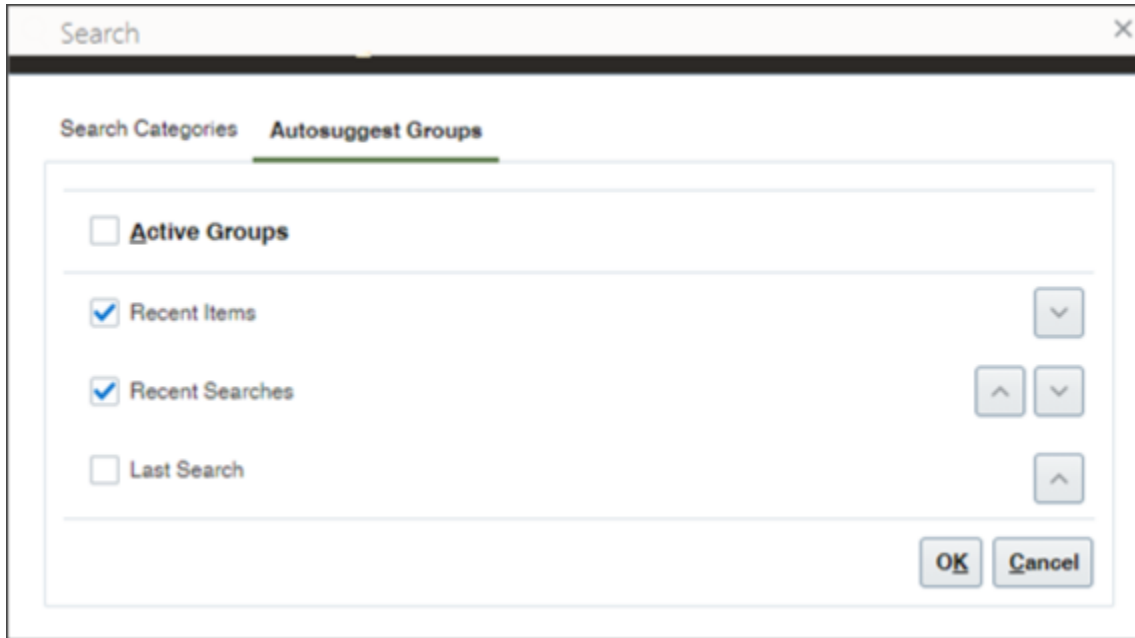 Search
Search Categories Autosuggest Groups
Active Groups
Recent Items
Recent Searches
Last Search
OK Cancel